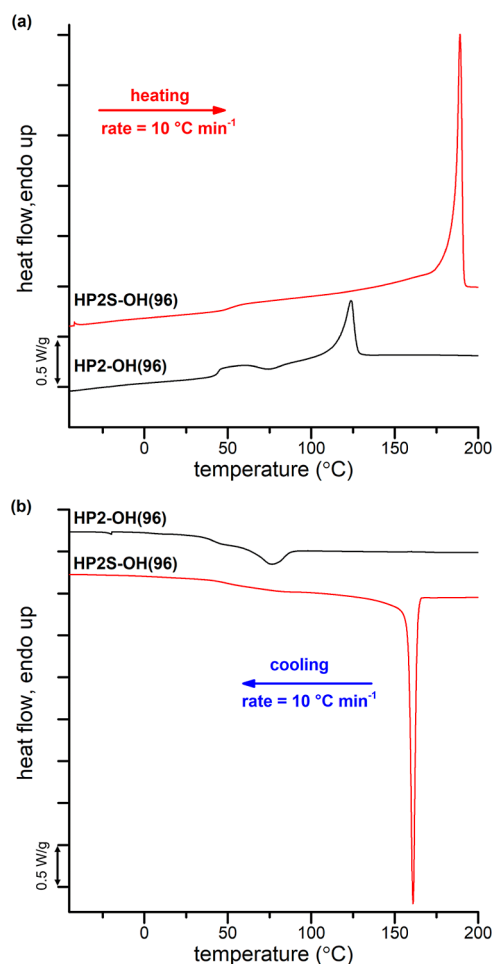 (a)
heating
rate = 10 °C min⁻¹
heat flow,endo up
HP2S-OH(96)
0.5 W/g
HP2-OH(96)
0 50 100 150 200
temperature (°C)
(b)
HP2-OH(96)
HP2S-OH(96)
cooling
rate = 10 °C min⁻¹
heat flow, endo up
0.5 W/g
0 50 100 150 200
temperature (°C)